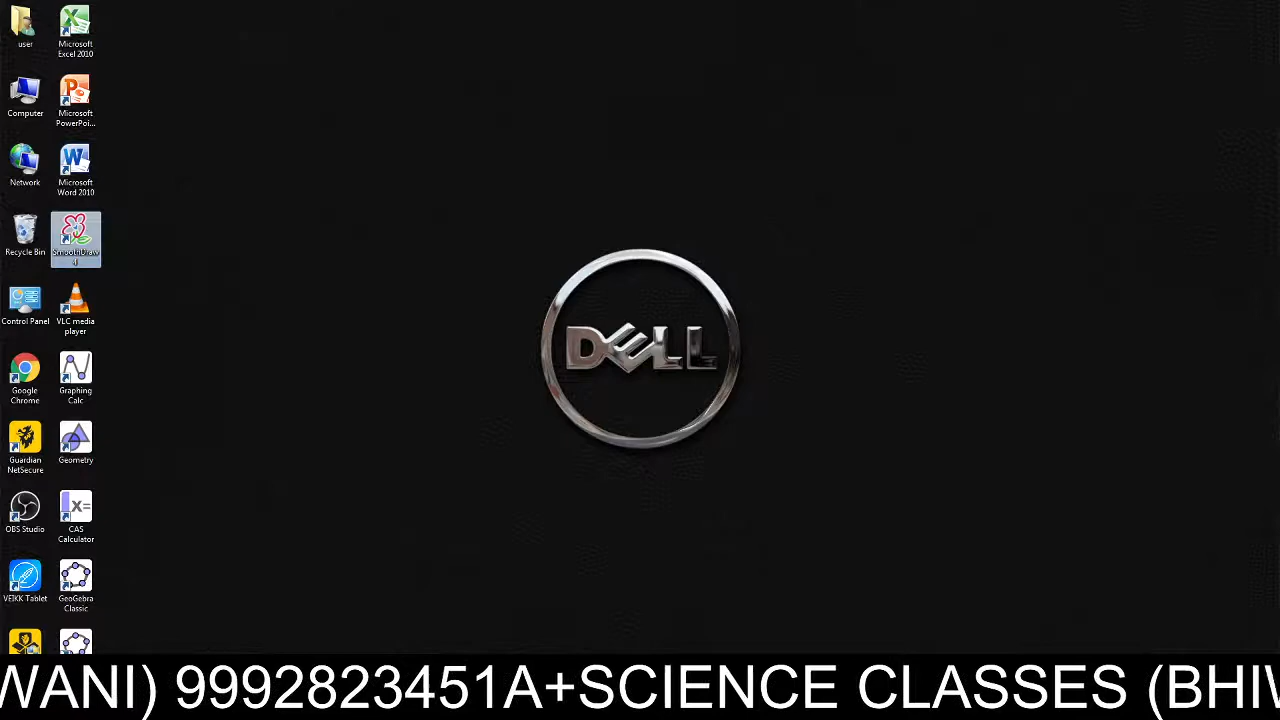 user
Microsoft
Excel 2010
Computer
Microsoft
PowerPoi...
Network
Microsoft
Word 2010
Recycle Bin
SmoothDraw
4
Control Panel
VLC media
player
Google
Chrome
Graphing
Calc
Guardian
NetSecure
Geometry
OBS Studio
CAS
Calculator
VEIKK Tablet
GeoGebra
Classic
DELL
WANI) 9992823451A+SCIENCE CLASSES (BHIW